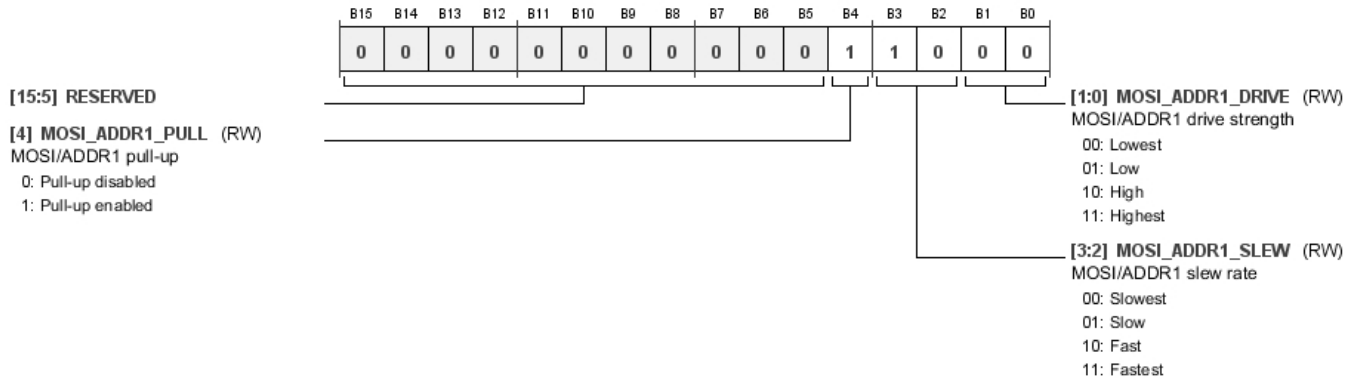 B15 B14 B13 B12 B11 B10 B9 B8 B7 B6 B5 B4 B3 B2 B1 B0
0 0 0 0 0 0 0 0 0 0 0 1 1 0 0 0
[15:5] RESERVED
[4] MOSI_ADDR1_PULL (RW)
MOSI/ADDR1 pull-up
0: Pull-up disabled
1: Pull-up enabled
[1:0] MOSI_ADDR1_DRIVE (RW)
MOSI/ADDR1 drive strength
00: Lowest
01: Low
10: High
11: Highest
[3:2] MOSI_ADDR1_SLEW (RW)
MOSI/ADDR1 slew rate
00: Slowest
01: Slow
10: Fast
11: Fastest